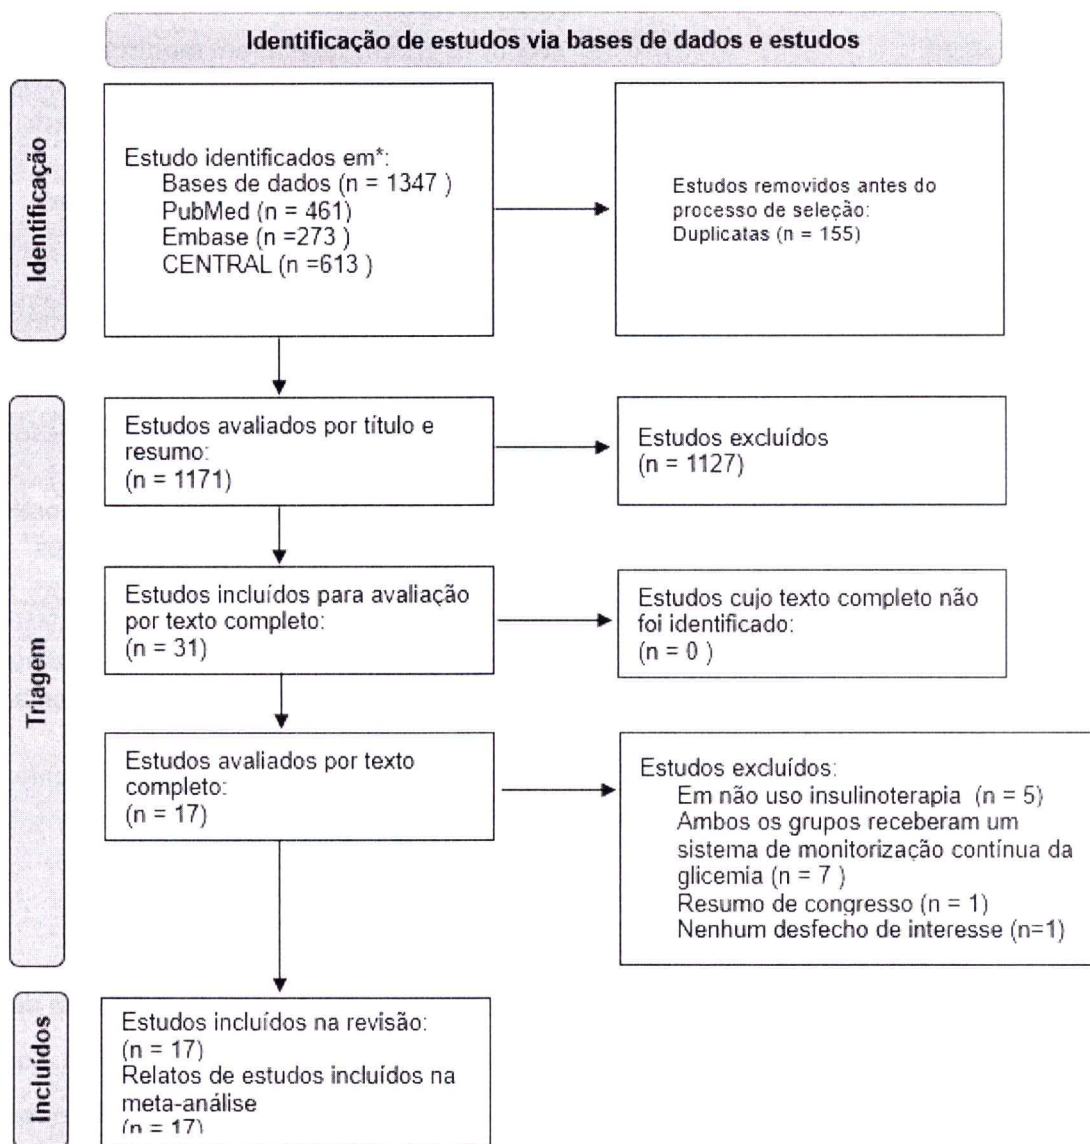 Identificação de estudos via bases de dados e estudos
Identificação
Estudo identificados em*:
Bases de dados (n = 1347 )
PubMed (n = 461)
Embase (n =273 )
CENTRAL (n =613 )
Estudos removidos antes do
processo de seleção:
Duplicatas (n = 155)
Triagem
Estudos avaliados por título e
resumo:
(n = 1171)
Estudos excluídos
(n = 1127)
Estudos incluídos para avaliação
por texto completo:
(n = 31)
Estudos cujo texto completo não
foi identificado:
(n = 0 )
Estudos avaliados por texto
completo:
(n = 17)
Estudos excluídos:
Em não uso insulinoterapia (n = 5)
Ambos os grupos receberam um
sistema de monitorização contínua da
glicemia (n = 7 )
Resumo de congresso (n = 1)
Nenhum desfecho de interesse (n=1)
Incluídos
Estudos incluídos na revisão:
(n = 17)
Relatos de estudos incluídos na
meta-análise
(n = 17)